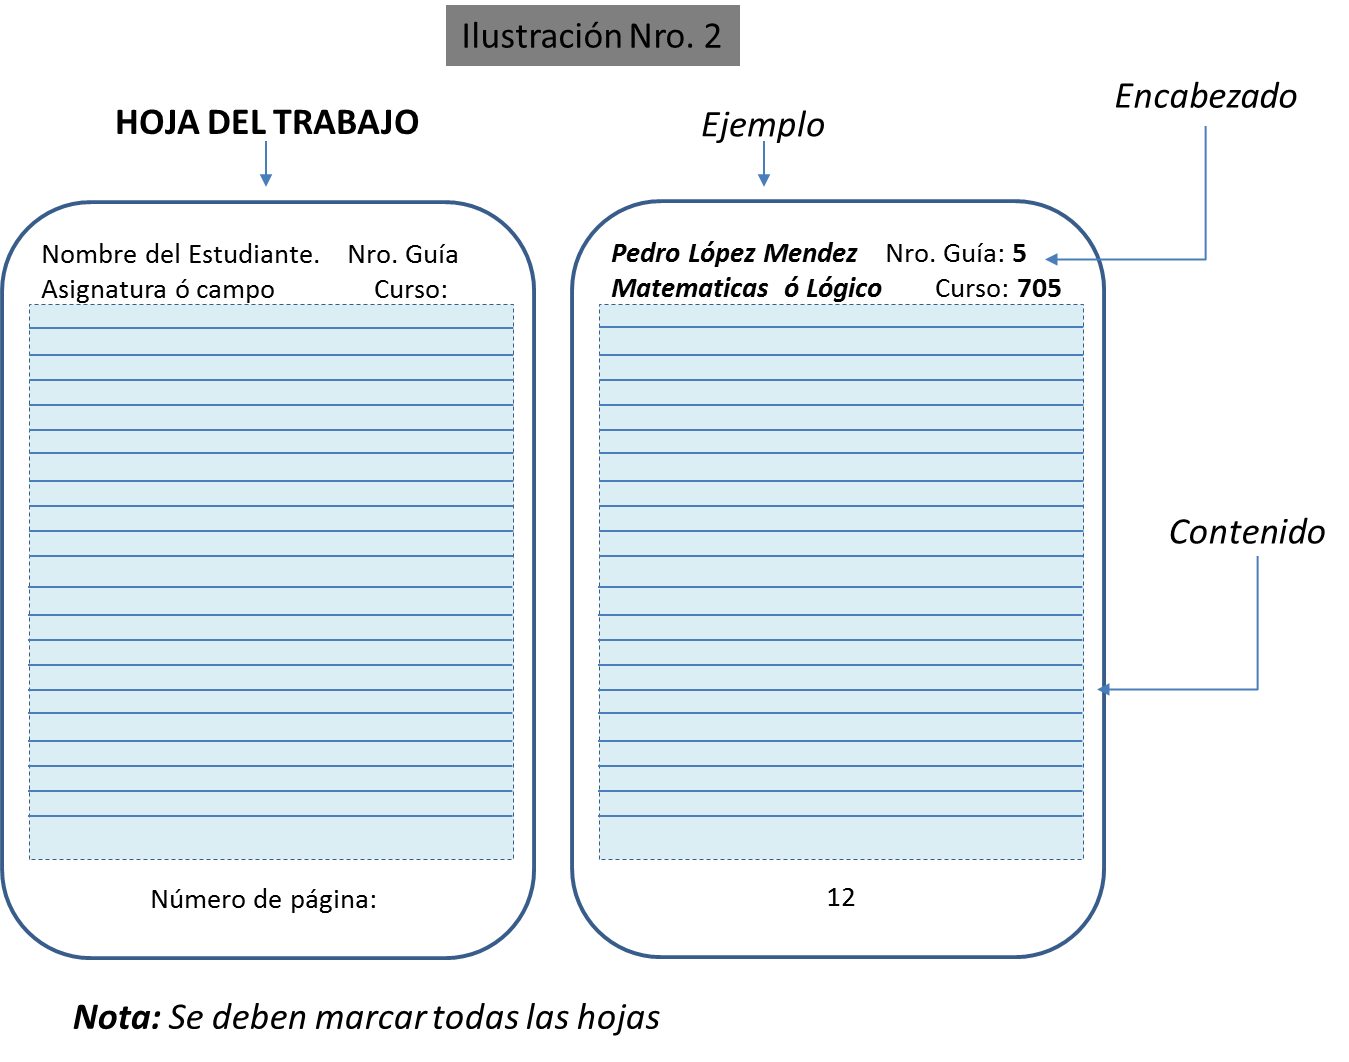 Ilustración Nro. 2
HOJA DEL TRABAJO
Ejemplo
Encabezado
Nombre del Estudiante. Nro. Guía
Asignatura ó campo Curso:
Número de página:
Pedro López Mendez Nro. Guía: 5
Matematicas ó Lógico Curso: 705
12
Contenido
Nota: Se deben marcar todas las hojas